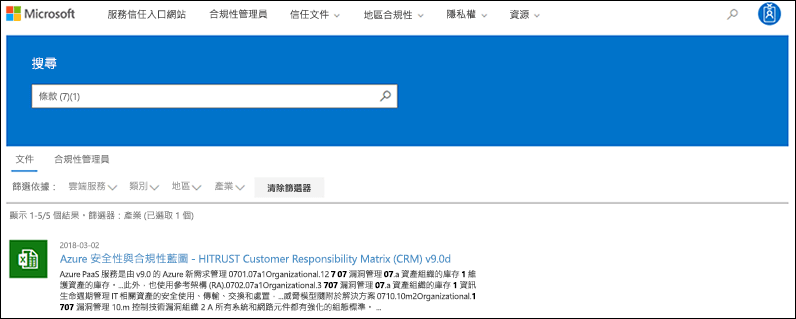 Microsoft 服務信任入口網站 合規性管理員 信任文件 地區合規性 隱私權 資源
搜尋
條款 (7)(1)
文件 合規性管理員
篩選依據： 雲端服務 類別 地區 產業 清除篩選器
顯示 1-5/5 個結果。篩選器：產業 (已選取 1 個)
2018-03-02
Azure 安全性與合規性藍圖 - HITRUST Customer Responsibility Matrix (CRM) v9.0d
Azure PaaS 服務是由 v9.0 的 Azure 新需求管理 0701.07a1Organizational.12 7 07 漏洞管理 07.a 資產組織的庫存 1 維
護資產的庫存。...此外，也使用參考架構 (RA).0702.07a1Organizational.3 707 漏洞管理 07.a 資產組織的庫存 1 資訊
生命週期管理 IT 相關資產的安全使用、傳輸、交換和處置，...威脅模型隨附於解決方案 0710.10m2Organizational.1
707 漏洞管理 10.m 控制技術漏洞組織 2 A 所有系統和網路元件都有強化的組態標準。 ...